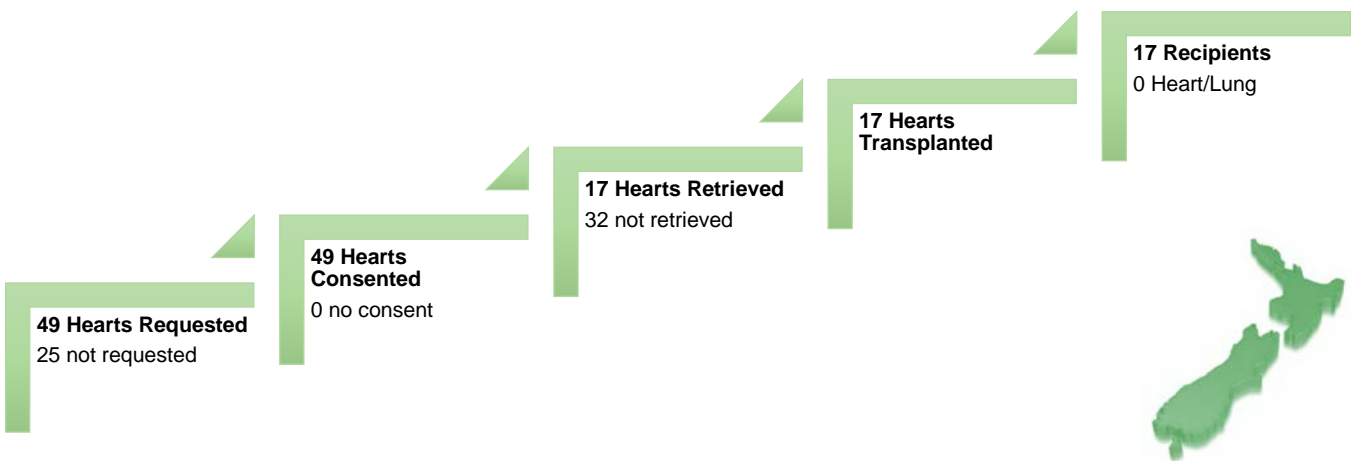 49 Hearts Requested
25 not requested
49 Hearts
Consented
0 no consent
17 Hearts Retrieved
32 not retrieved
17 Hearts
Transplanted
17 Recipients
0 Heart/Lung